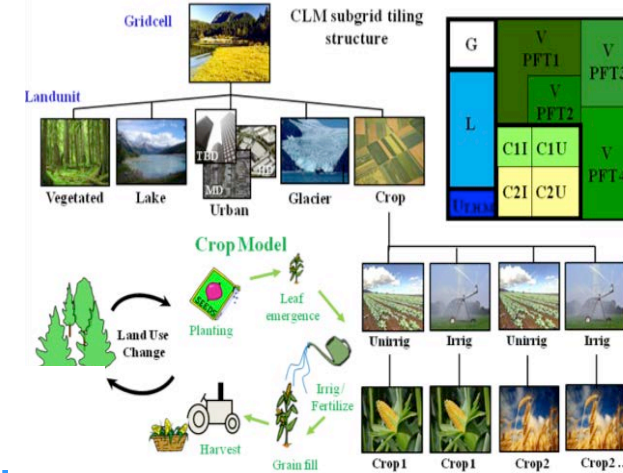 Gridcell
CLM subgrid tiling
structure
Landunit
TBD
HD
MD
Vegetated
Lake
Urban
Glacier
Crop
G
V
PFT1
V
PFT3
V
PFT2
L
C1I
C1U
V
C2I
C2U
Crop Model
Land Use
Change
Planting
SEEDS
Leaf
emergence
Irrig/
Fertilize
Grain fill
Harvest
Unirrig
Irrig
Unirrig
Irrig
Crop1
Crop1
Crop2
Crop2 ..